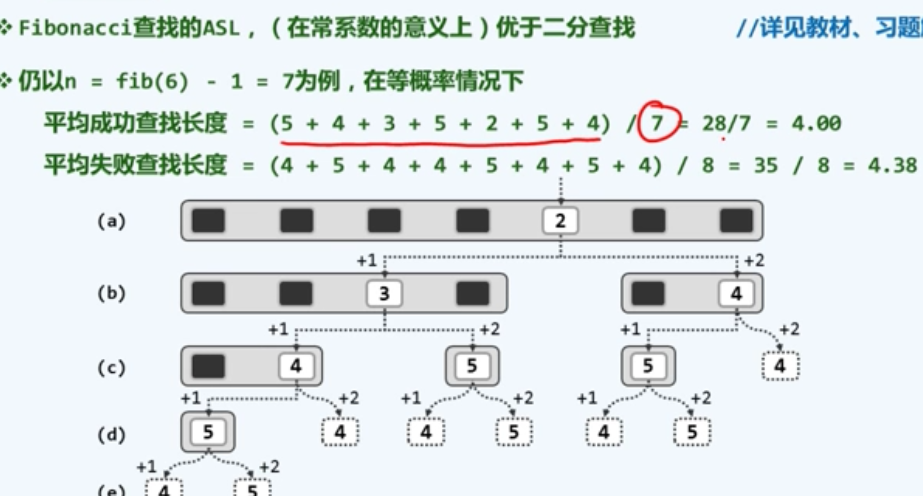 ❖ Fibonacci查找的ASL，（在常系数的意义上）优于二分查找 //详见教材、习题
❖ 仍以n = fib(6) - 1 = 7为例，在等概率情况下
平均成功查找长度 = (5 + 4 + 3 + 5 + 2 + 5 + 4) / 7 = 28/7 = 4.00
平均失败查找长度 = (4 + 5 + 4 + 4 + 5 + 4 + 5 + 4) / 8 = 35 / 8 = 4.38
(a) 2
+1 +2
(b) 3 4
+1 +2 +1 +2
(c) 4 5 5 4
+1 +2 +1 +2 +1 +2
(d) 5 4 4 5 4 5
+1 +2
(e) 4 5